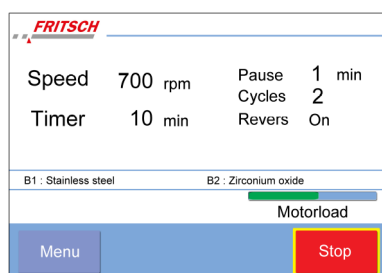 FRITSCH
Speed 700 rpm
Timer 10 min
Pause 1 min
Cycles 2
Revers On
B1 : Stainless steel B2 : Zirconium oxide
Motorload
Menu Stop